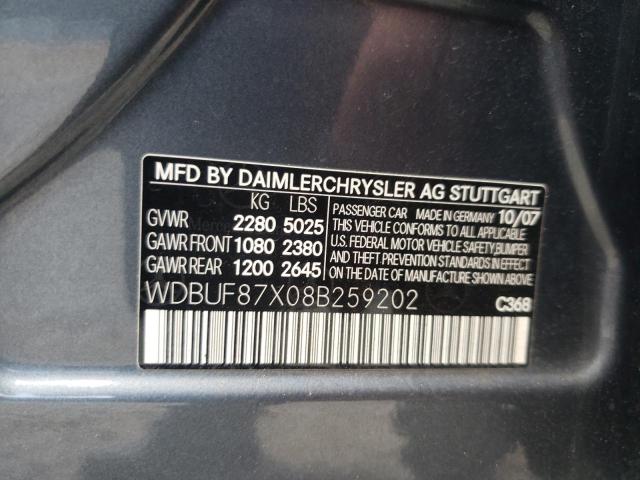 MFD BY DAIMLERCHRYSLER AG STUTTGART
KG LBS
GVWR 2280 5025
GAWR FRONT 1080 2380
GAWR REAR 1200 2645
PASSENGER CAR MADE IN GERMANY 10/07
THIS VEHICLE CONFORMS TO ALL APPLICABLE
U.S. FEDERAL MOTOR VEHICLE SAFETY, BUMPER
AND THEFT PREVENTION STANDARDS IN EFFECT
ON THE DATE OF MANUFACTURE SHOWN ABOVE.
WDBUF87X08B259202
C368